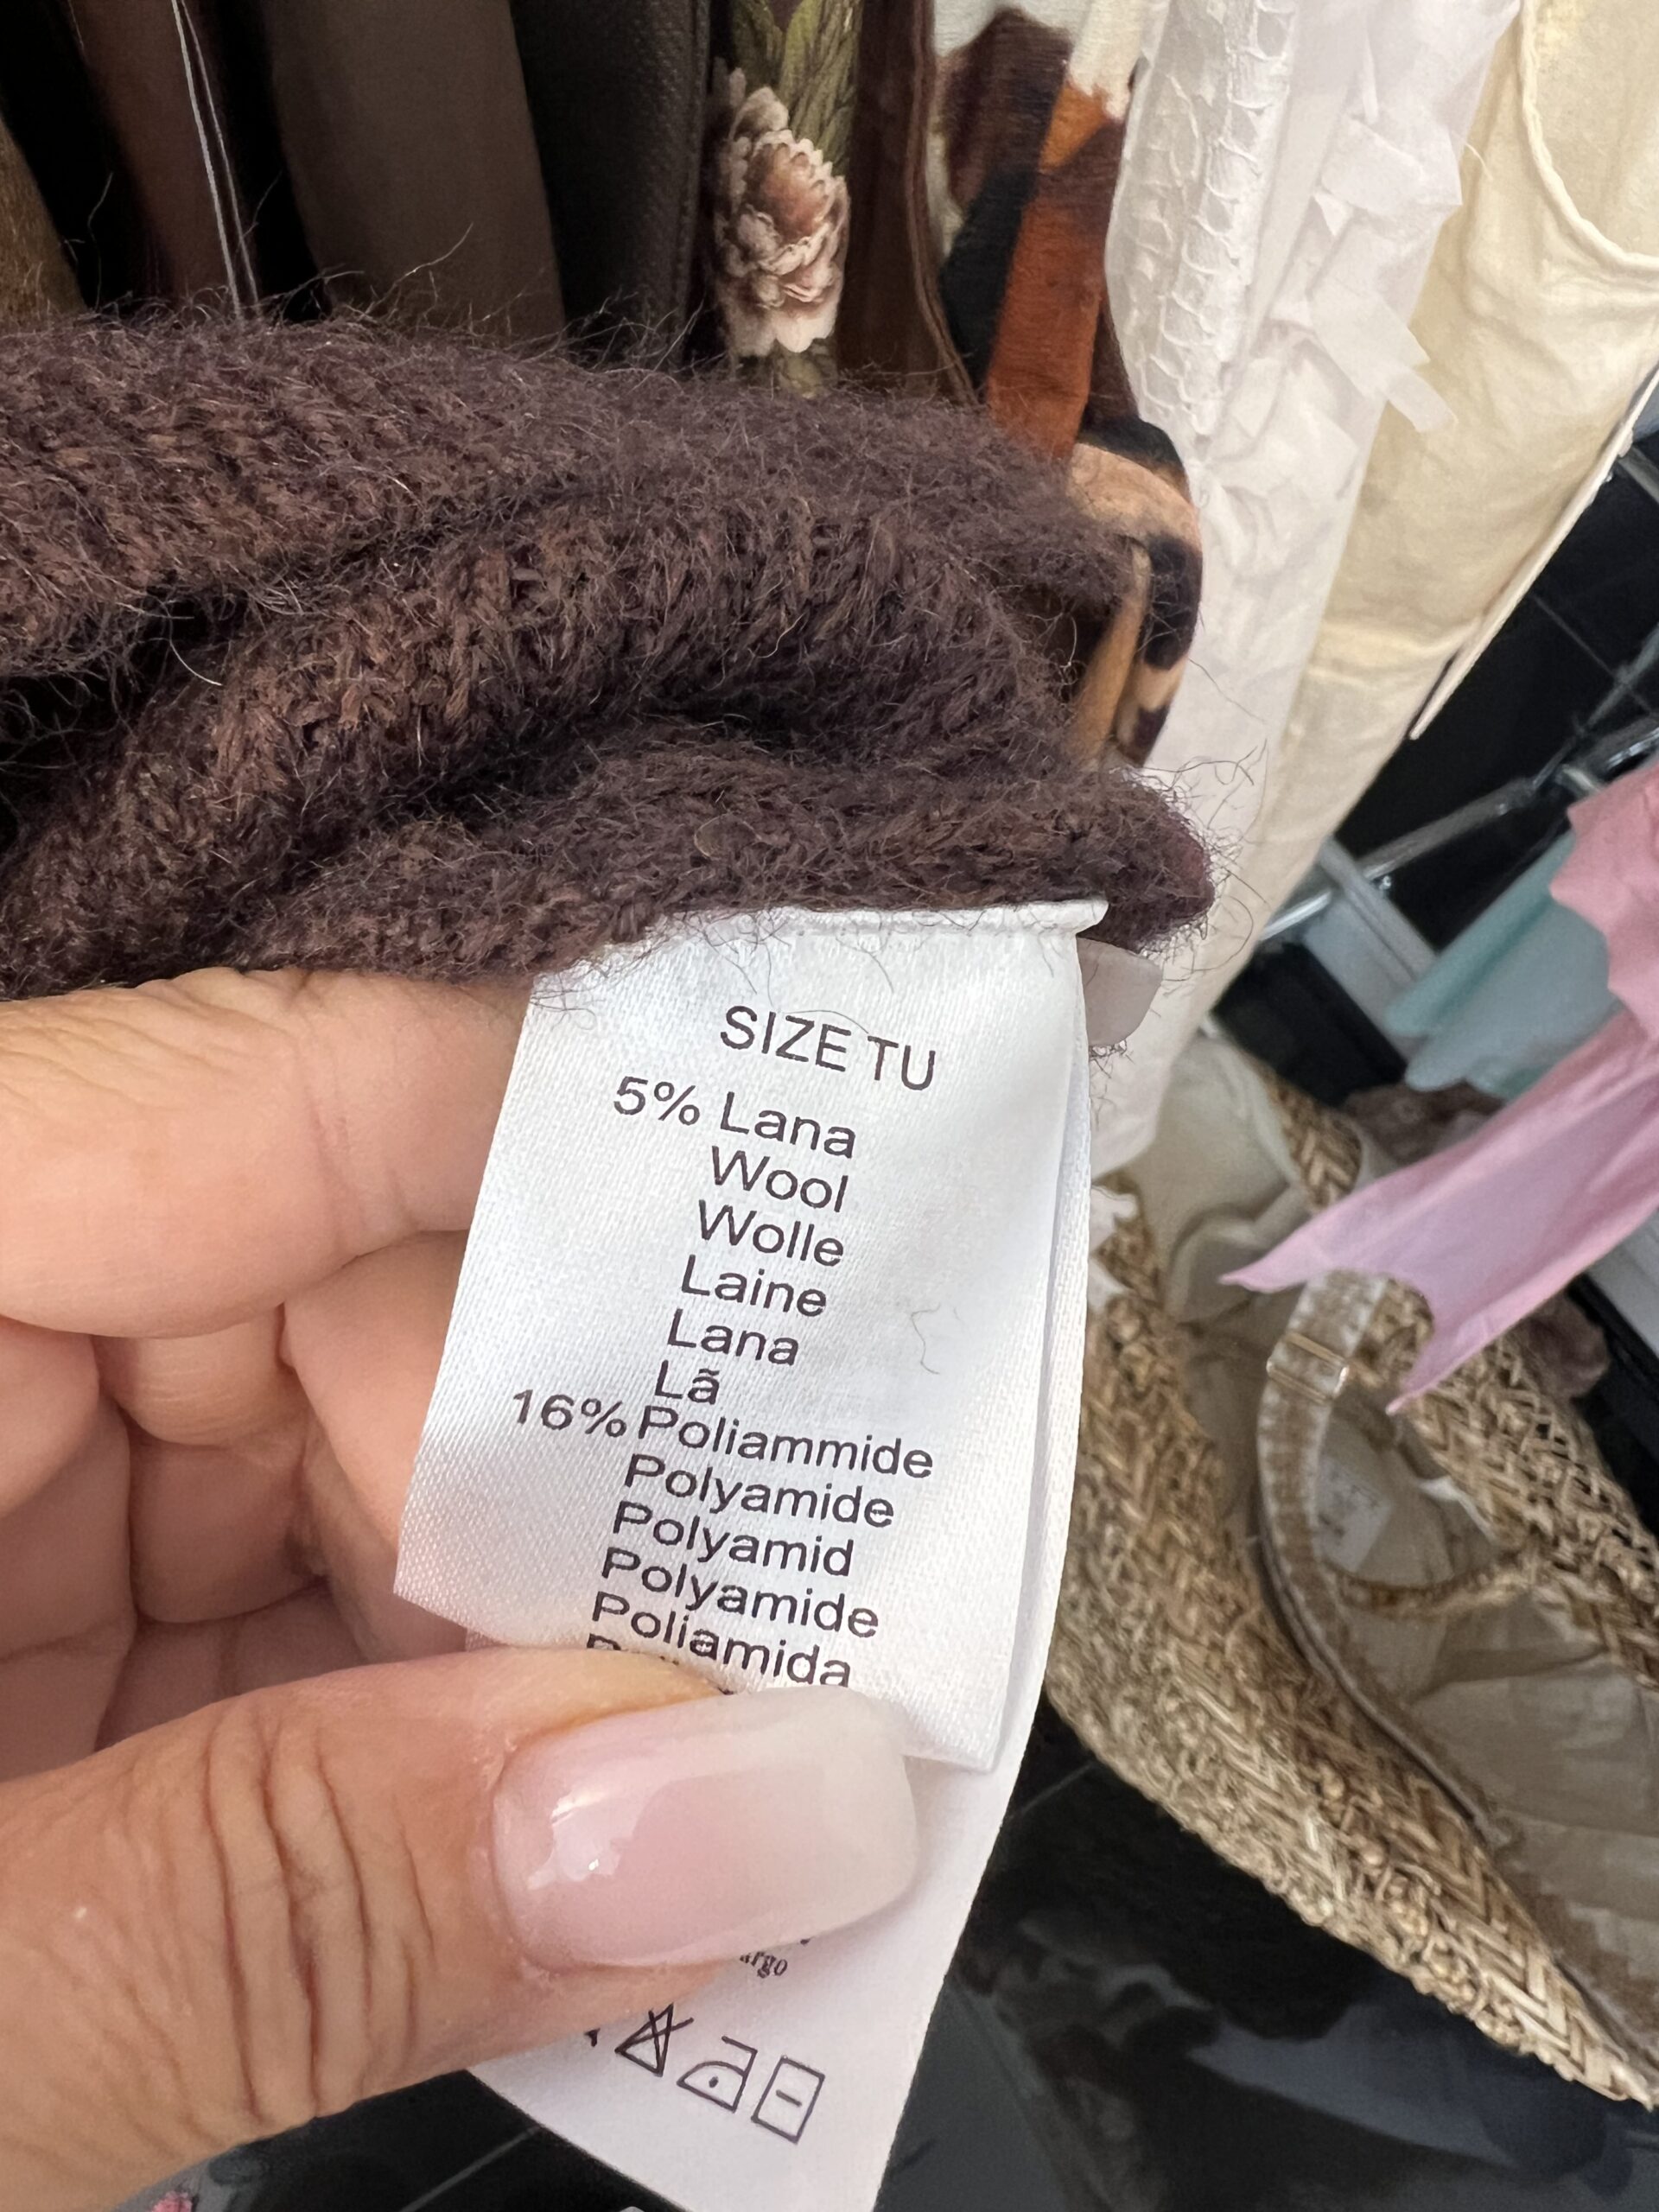 SIZE TU
5% Lana
Wool
Wolle
Laine
Lana
Lã
16% Poliammide
Polyamide
Polyamid
Polyamide
Poliamida